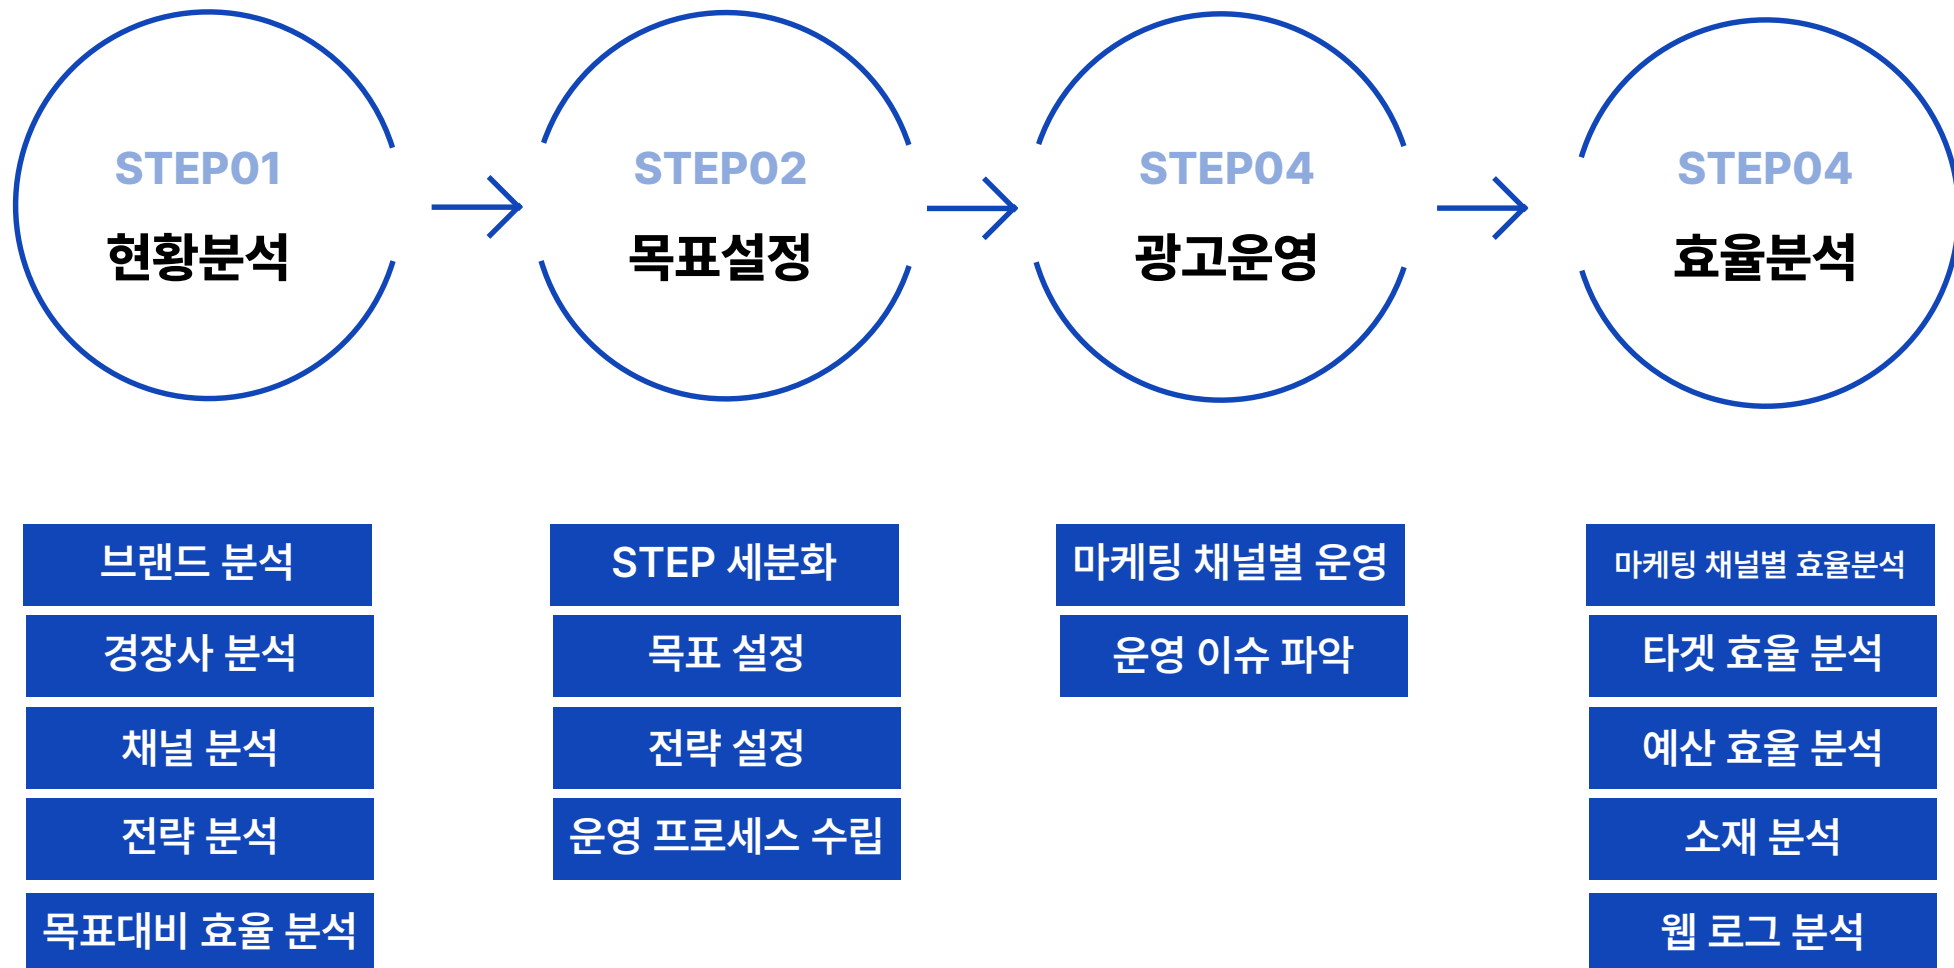 STEP01
현황분석
STEP02
목표설정
STEP04
광고운영
STEP04
효율분석
브랜드 분석
경장사 분석
채널 분석
전략 분석
목표대비 효율 분석
STEP 세분화
목표 설정
전략 설정
운영 프로세스 수립
마케팅 채널별 운영
운영 이슈 파악
마케팅 채널별 효율분석
타겟 효율 분석
예산 효율 분석
소재 분석
웹 로그 분석